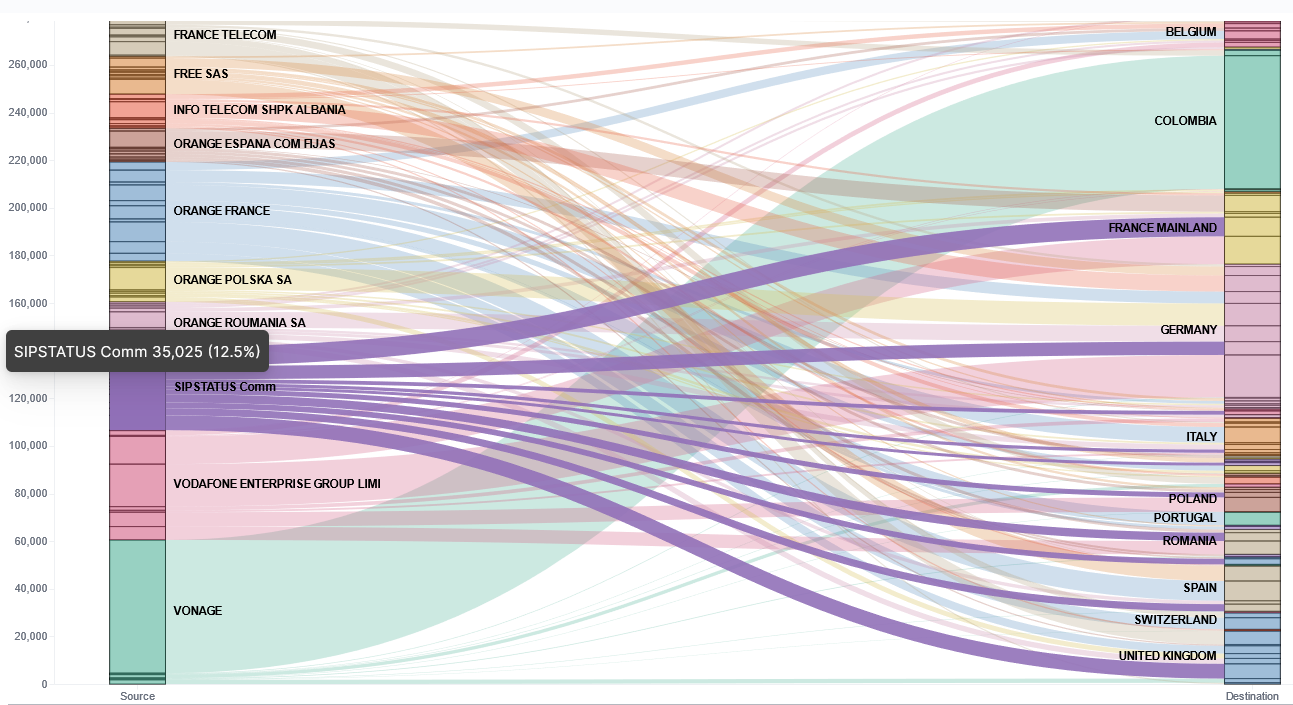 FRANCE TELECOM
BELGIUM
260,000
FREE SAS
240,000
INFO TELECOM SHPK ALBANIA
COLOMBIA
220,000
ORANGE ESPANA COM FIJAS
200,000
ORANGE FRANCE
FRANCE MAINLAND
180,000
ORANGE POLSKA SA
160,000
ORANGE ROUMANIA SA
GERMANY
SIPSTATUS Comm 35,025 (12.5%)
SIPSTATUS Comm
120,000
100,000
ITALY
80,000
VODAFONE ENTERPRISE GROUP LIMI
POLAND
PORTUGAL
60,000
ROMANIA
40,000
SPAIN
VONAGE
20,000
SWITZERLAND
UNITED KINGDOM
0
Source
Destination